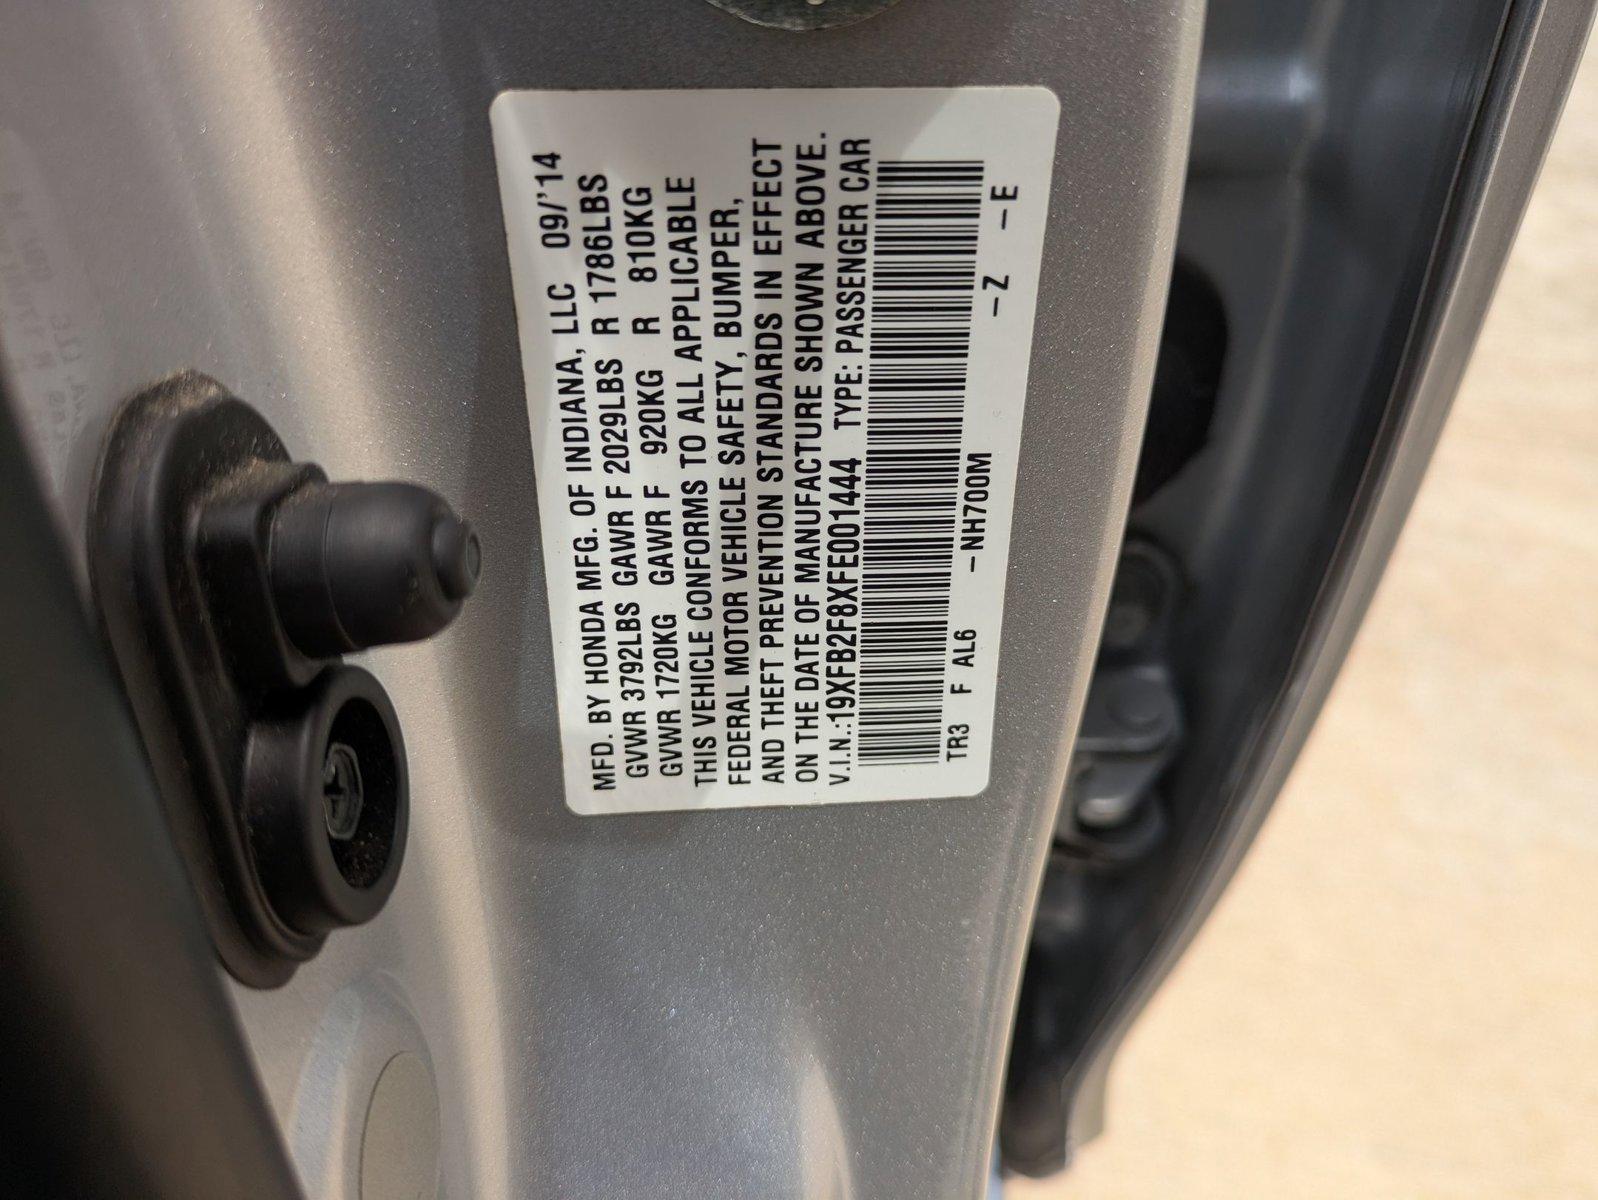 MFD. BY HONDA MFG. OF INDIANA, LLC 09/'14
GVWR 3792LBS GAWR F 2029LBS R 1786LBS
GVWR 1720KG GAWR F 920KG R 810KG
THIS VEHICLE CONFORMS TO ALL APPLICABLE
FEDERAL MOTOR VEHICLE SAFETY, BUMPER,
AND THEFT PREVENTION STANDARDS IN EFFECT
ON THE DATE OF MANUFACTURE SHOWN ABOVE.
V.I.N.:19XFB2F8XFE001444 TYPE: PASSENGER CAR
TR3 F AL6 -NH700M -Z -E